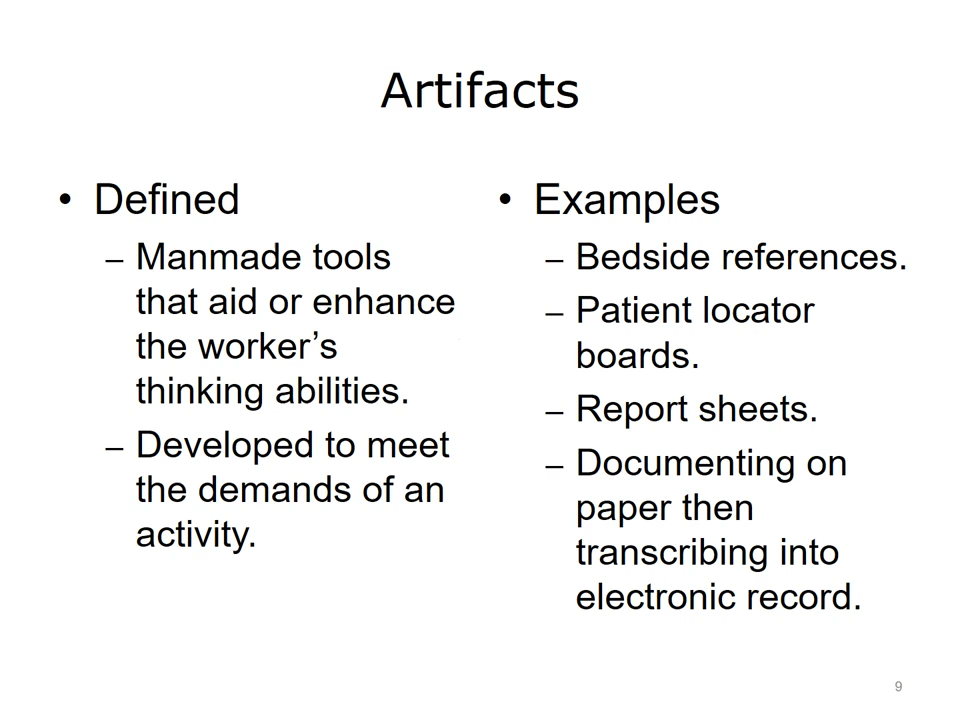 Artifacts
• Defined
– Manmade tools
that aid or enhance
the worker’s
thinking abilities.
– Developed to meet
the demands of an
activity.
• Examples
– Bedside references.
– Patient locator
boards.
– Report sheets.
– Documenting on
paper then
transcribing into
electronic record.
9